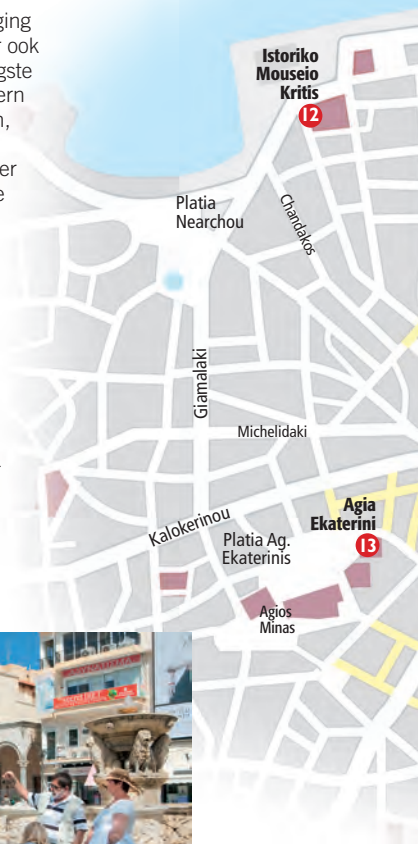 ging
ook
gste
ern
er
e
Istoriko
Mouseio
Kritis
12
Platia
Nearchou
Chandakos
Giamalaki
Michelidaki
Kalokerinou
Agia
Ekaterini
13
Platia Ag.
Ekaterinis
Agios
Minas